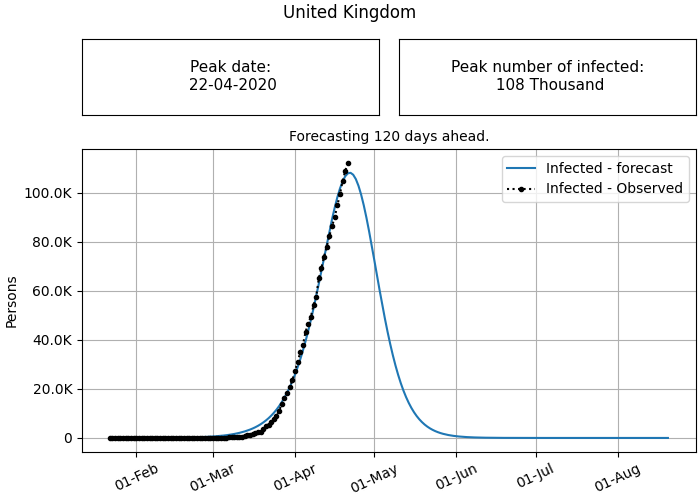 United Kingdom
Peak date:
22-04-2020
Peak number of infected:
108 Thousand
Forecasting 120 days ahead.
Infected - forecast
Infected - Observed
Persons
100.0K
80.0K
60.0K
40.0K
20.0K
0
01-Feb
01-Mar
01-Apr
01-May
01-Jun
01-Jul
01-Aug